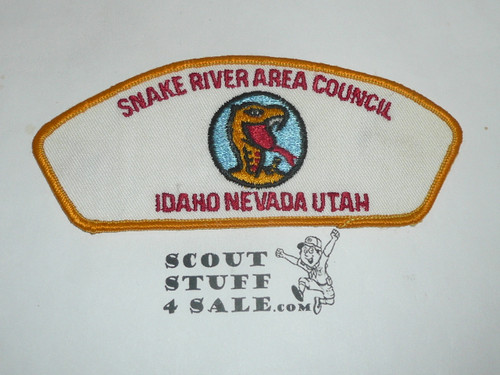 SNAKE RIVER AREA COUNCIL
IDAHO NEVADA UTAH
SCOUT
STUFF
4 SALE.COM